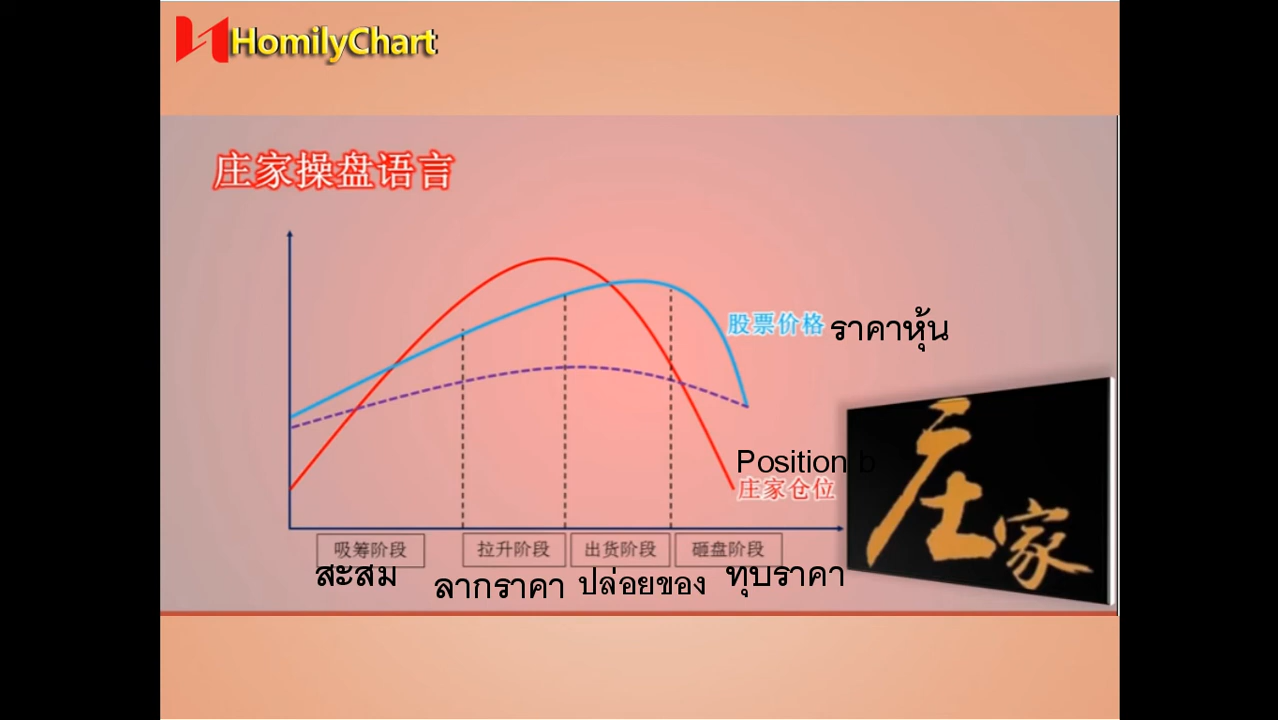 HomilyChart
庄家操盘语言
股票价格 ราคาหุ้น
Position b
庄家仓位
庄家
吸筹阶段 拉升阶段 出货阶段 砸盘阶段
สะสม ลากราคา ปล่อยของ ทุบราคา